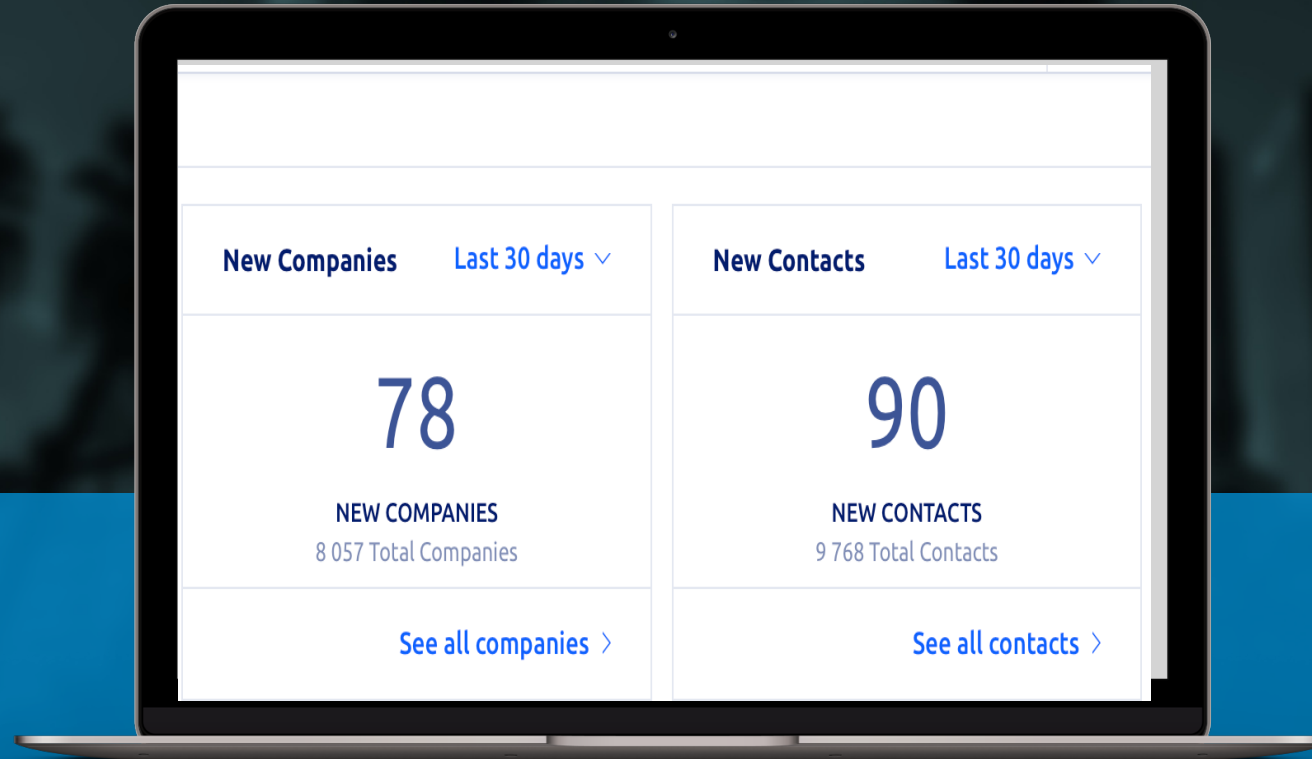 New Companies
Last 30 days
78
NEW COMPANIES
8 057 Total Companies
See all companies
New Contacts
Last 30 days
90
NEW CONTACTS
9 768 Total Contacts
See all contacts